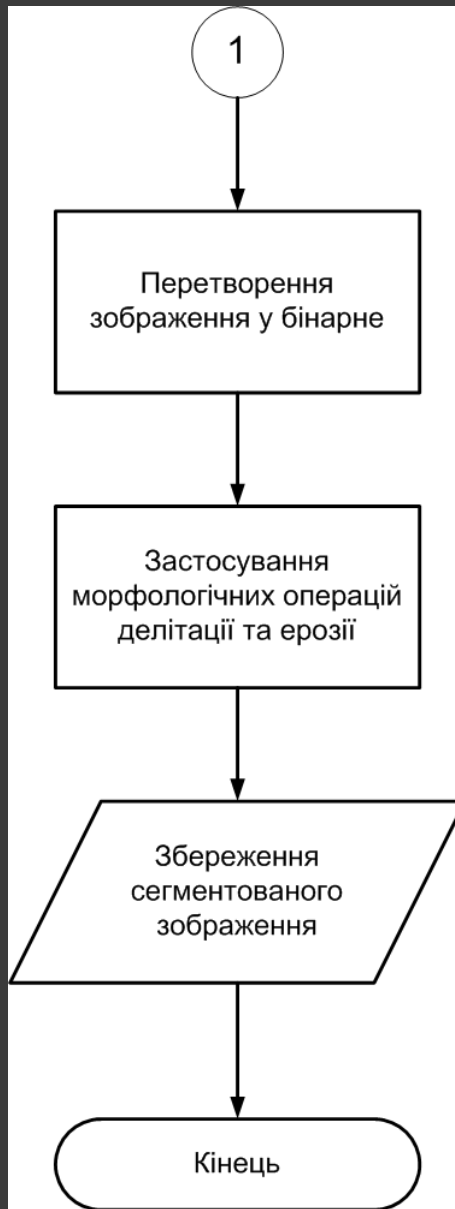 1
Перетворення
зображення у бінарне
Застосування
морфологічних операцій
делітації та ерозії
Збереження
сегментованого
зображення
Кінець